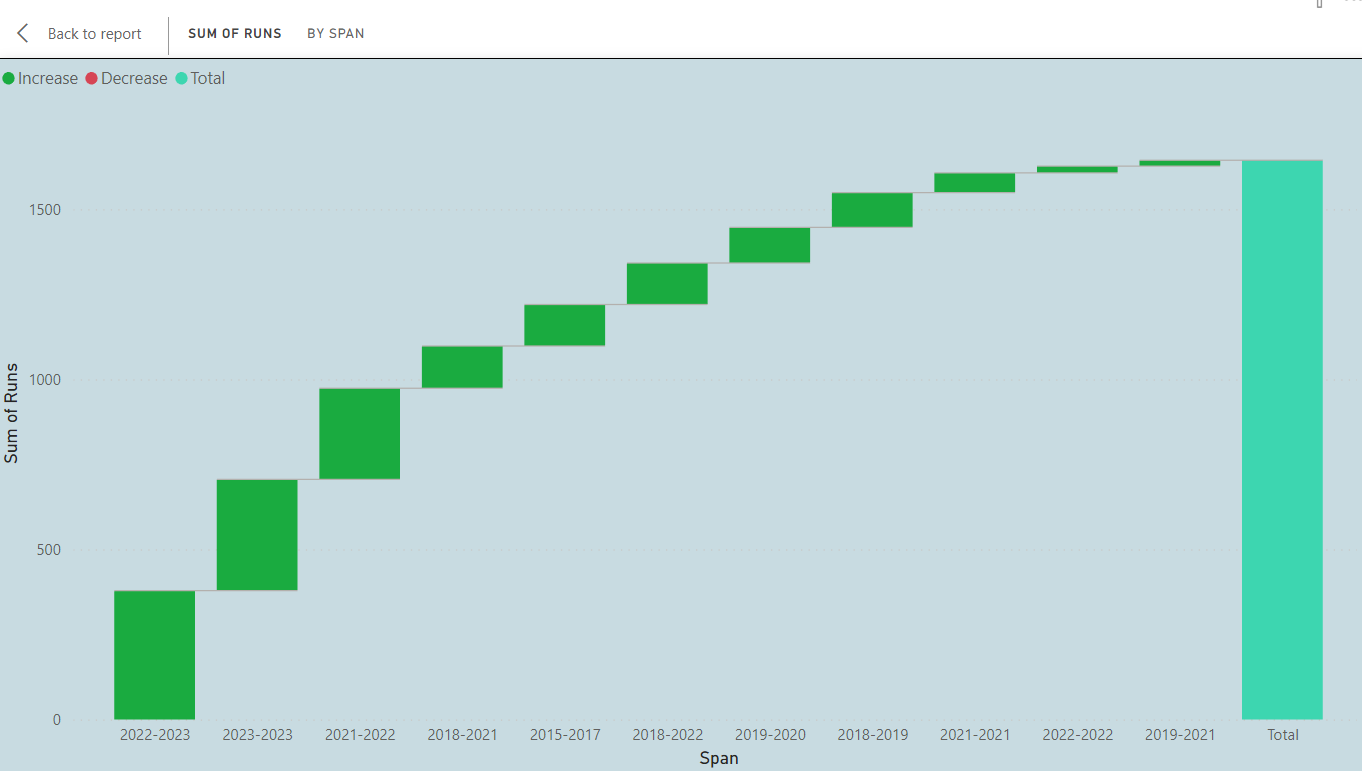 Back to report SUM OF RUNS BY SPAN
Increase Decrease Total
1500
1000
500
0
Sum of Runs
2022-2023 2023-2023 2021-2022 2018-2021 2015-2017 2018-2022 2019-2020 2018-2019 2021-2021 2022-2022 2019-2021 Total
Span